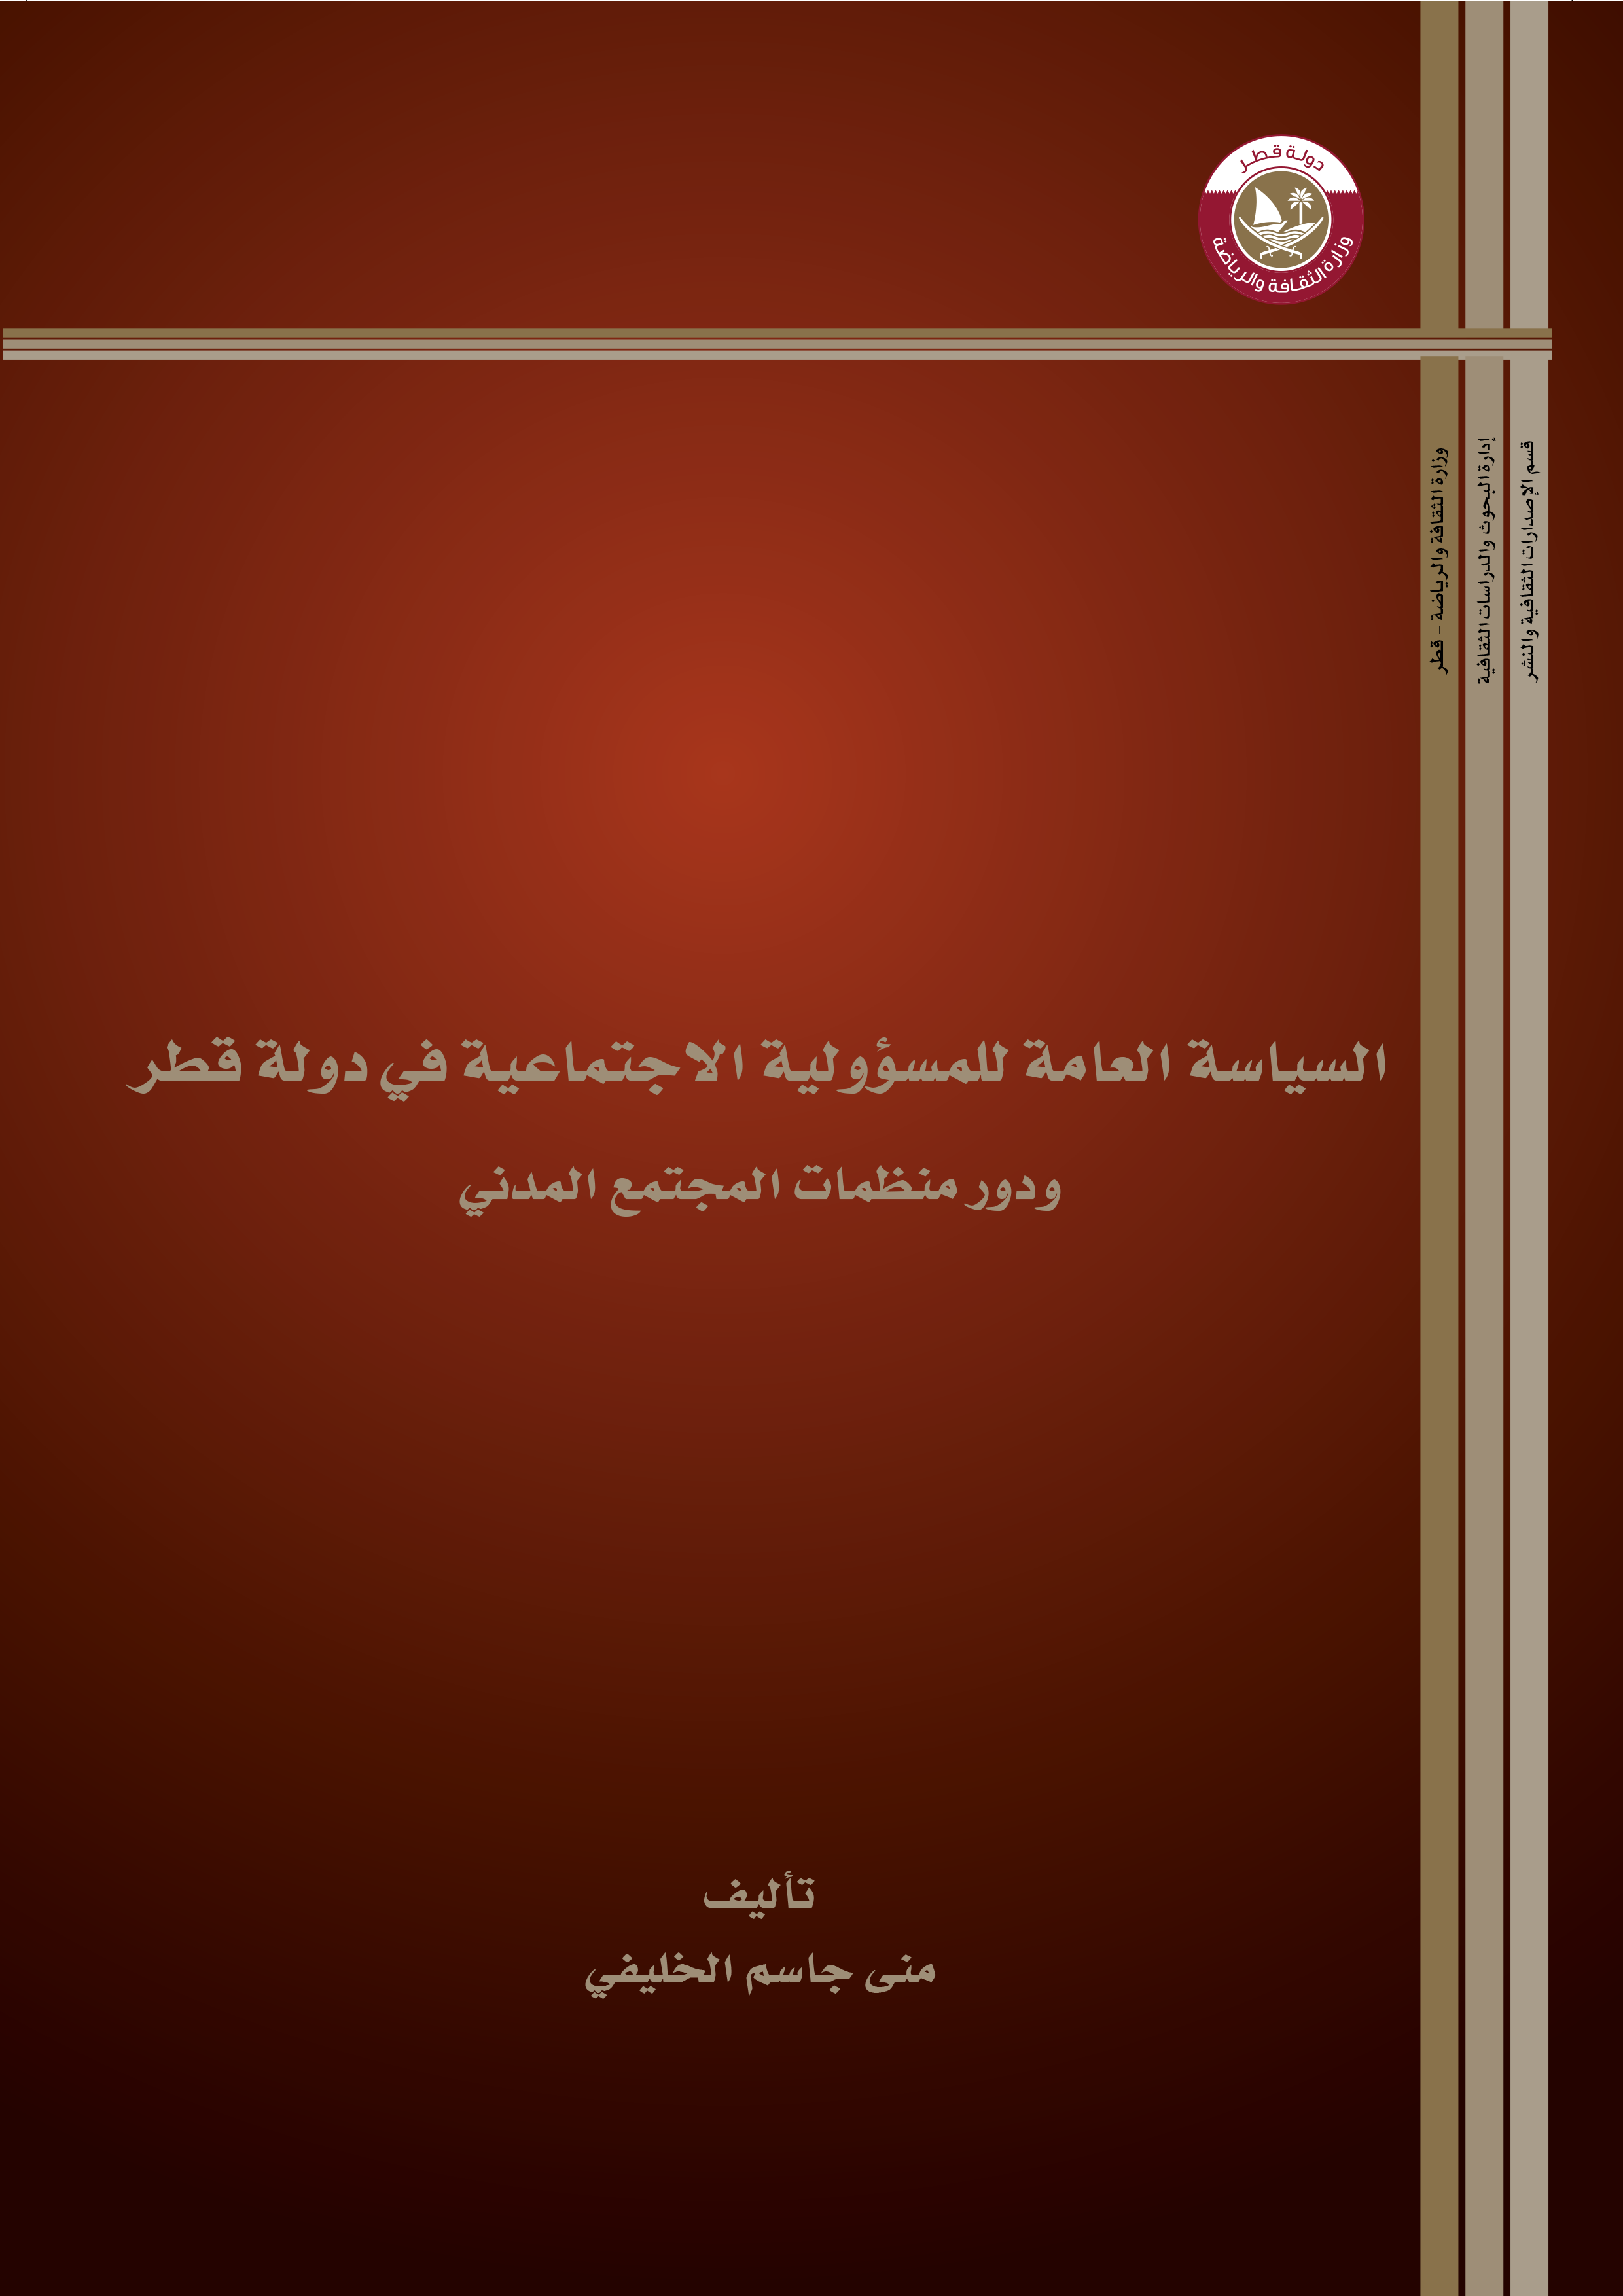 دولة قطر
وزارة الثقافة والرياضة
قسم الإصدارات الثقافية والنشر
إدارة البحوث والدراسات الثقافية
وزارة الثقافة والرياضة - قطر
السياسة العامة للمسؤولية الاجتماعية في دولة قطر
ودور منظمات المجتمع المدني
تأليف
منى جاسم الخليفي